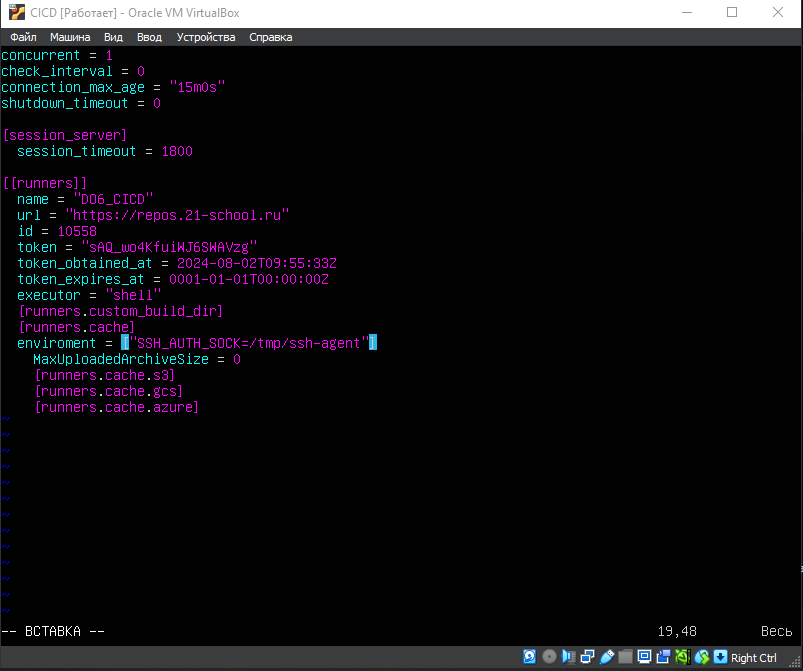 CICD [Работает] - Oracle VM VirtualBox
Файл Машина Вид Ввод Устройства Справка
concurrent = 1
check_interval = 0
connection_max_age = "15m0s"
shutdown_timeout = 0
[session_server]
session_timeout = 1800
[[runners]]
name = "DO6_CICD"
url = "https://repos.21-school.ru"
id = 10558
token = "sAQ_wo4KfuiWJ6SWAVzg"
token_obtained_at = 2024-08-02T09:55:33Z
token_expires_at = 0001-01-01T00:00:00Z
executor = "shell"
[runners.custom_build_dir]
[runners.cache]
enviroment = ["SSH_AUTH_SOCK=/tmp/ssh-agent"]
MaxUploadedArchiveSize = 0
[runners.cache.s3]
[runners.cache.gcs]
[runners.cache.azure]
~
~
~
~
~
~
~
~
~
~
~
~
~
-- ВСТАВКА -- 19,48 Весь
Right Ctrl